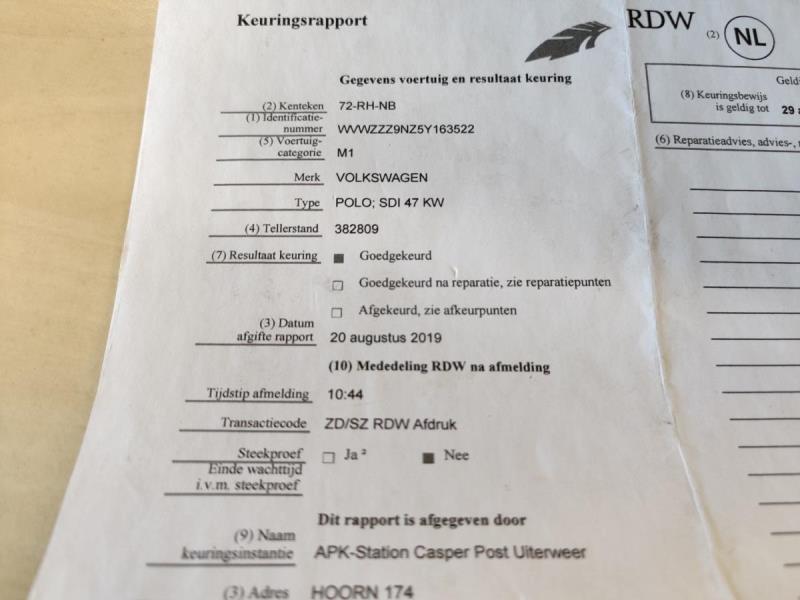 Keuringsrapport
RDW
(2) NL
Gegevens voertuig en resultaat keuring
(2) Kenteken 72-RH-NB
(1) Identificatie-
nummer WVWZZZ9NZ5Y163522
(5) Voertuig-
categorie M1
Merk VOLKSWAGEN
Type POLO; SDI 47 KW
(4) Tellerstand 382809
(7) Resultaat keuring ■ Goedgekeurd
□ Goedgekeurd na reparatie, zie reparatiepunten
□ Afgekeurd, zie afkeurpunten
(3) Datum
afgifte rapport 20 augustus 2019
(10) Mededeling RDW na afmelding
Tijdstip afmelding 10:44
Transactiecode ZD/SZ RDW Afdruk
Steekproef □ Ja ² ■ Nee
Einde wachttijd
i.v.m. steekproef
Dit rapport is afgegeven door
(9) Naam
keuringsinstantie APK-Station Casper Post Uiterweer
(3) Adres HOORN 174
(8) Keuringsbewijs
is geldig tot 29
(6) Reparatieadvies, advies-,